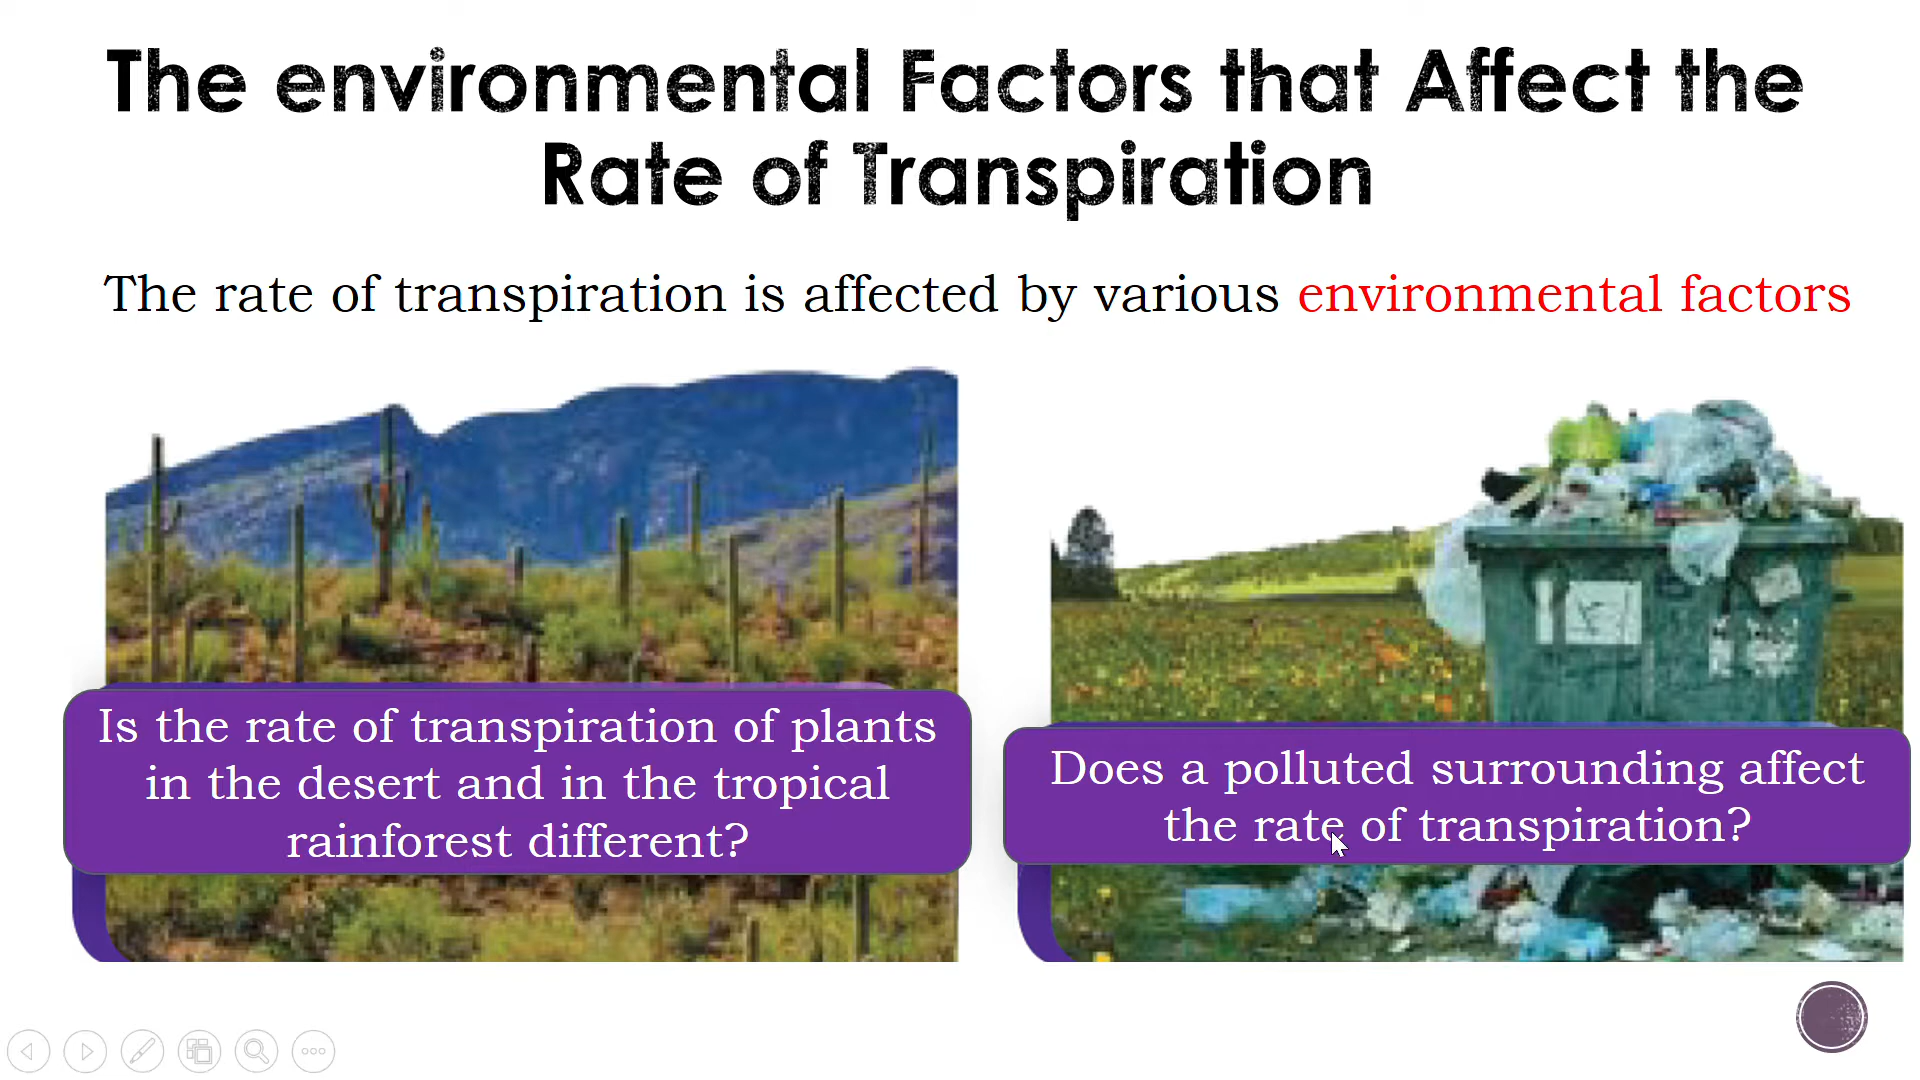 The environmental Factors that Affect the
Rate of Transpiration
The rate of transpiration is affected by various environmental factors
Is the rate of transpiration of plants
in the desert and in the tropical
rainforest different?
Does a polluted surrounding affect
the rate of transpiration?